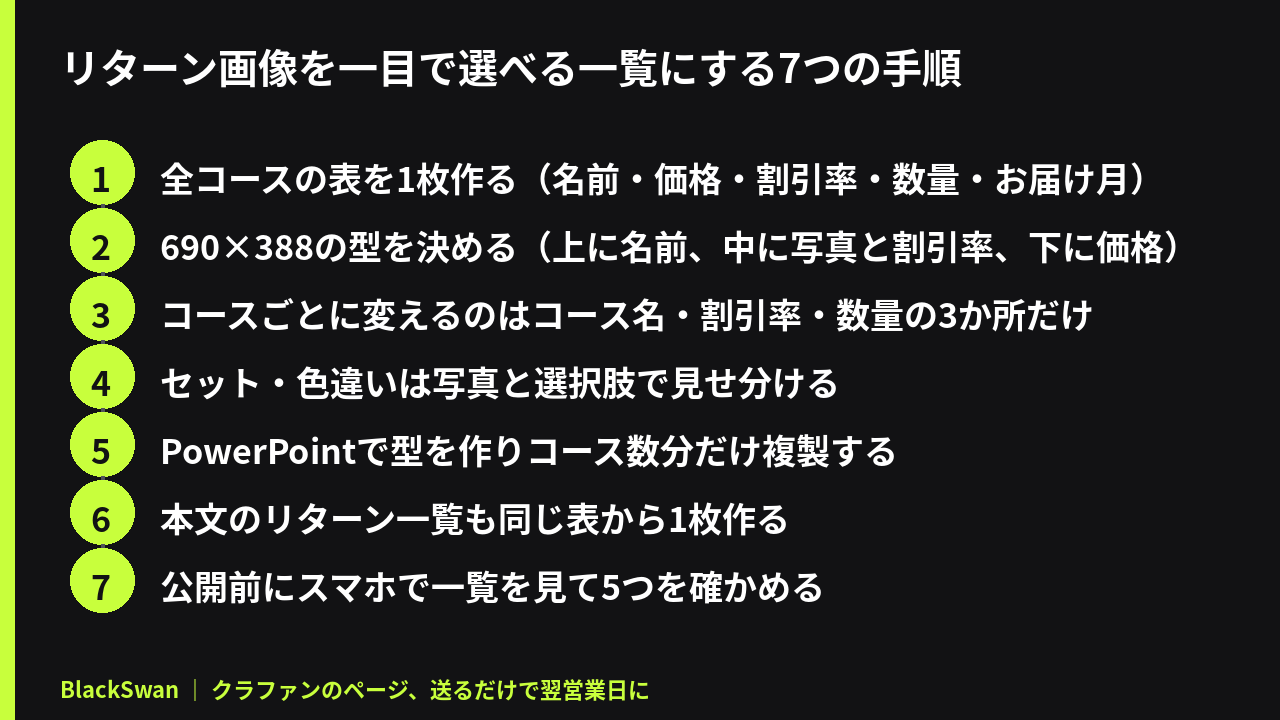 リターン画像を一目で選べる一覧にする7つの手順
1 全コースの表を1枚作る（名前・価格・割引率・数量・お届け月）
2 690×388の型を決める（上に名前、中に写真と割引率、下に価格）
3 コースごとに変えるのはコース名・割引率・数量の3か所だけ
4 セット・色違いは写真と選択肢で見せ分ける
5 PowerPointで型を作りコース数分だけ複製する
6 本文のリターン一覧も同じ表から1枚作る
7 公開前にスマホで一覧を見て5つを確かめる
BlackSwan｜クラファンのページ、送るだけで翌営業日に